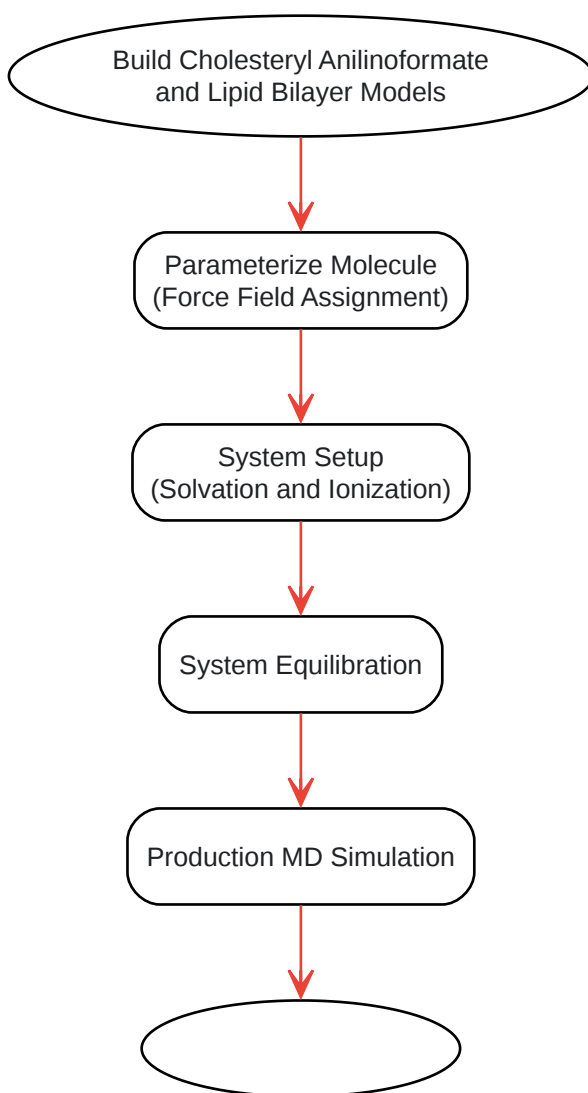 Build Cholesteryl Anilinoformate
and Lipid Bilayer Models
Parameterize Molecule
(Force Field Assignment)
System Setup
(Solvation and Ionization)
System Equilibration
Production MD Simulation